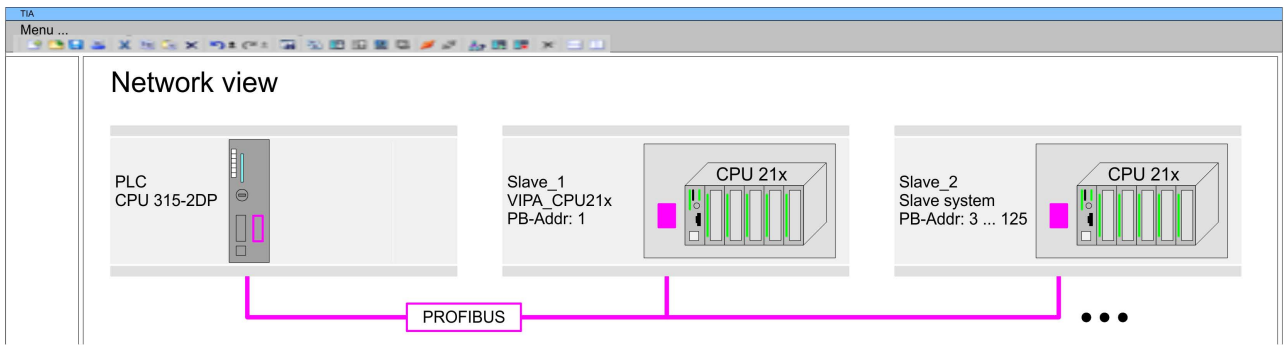 TIA
Menu ...
Network view
PLC
CPU 315-2DP
Slave_1
VIPA_CPU21x
PB-Addr: 1
CPU 21x
Slave_2
Slave system
PB-Addr: 3 ... 125
CPU 21x
PROFIBUS